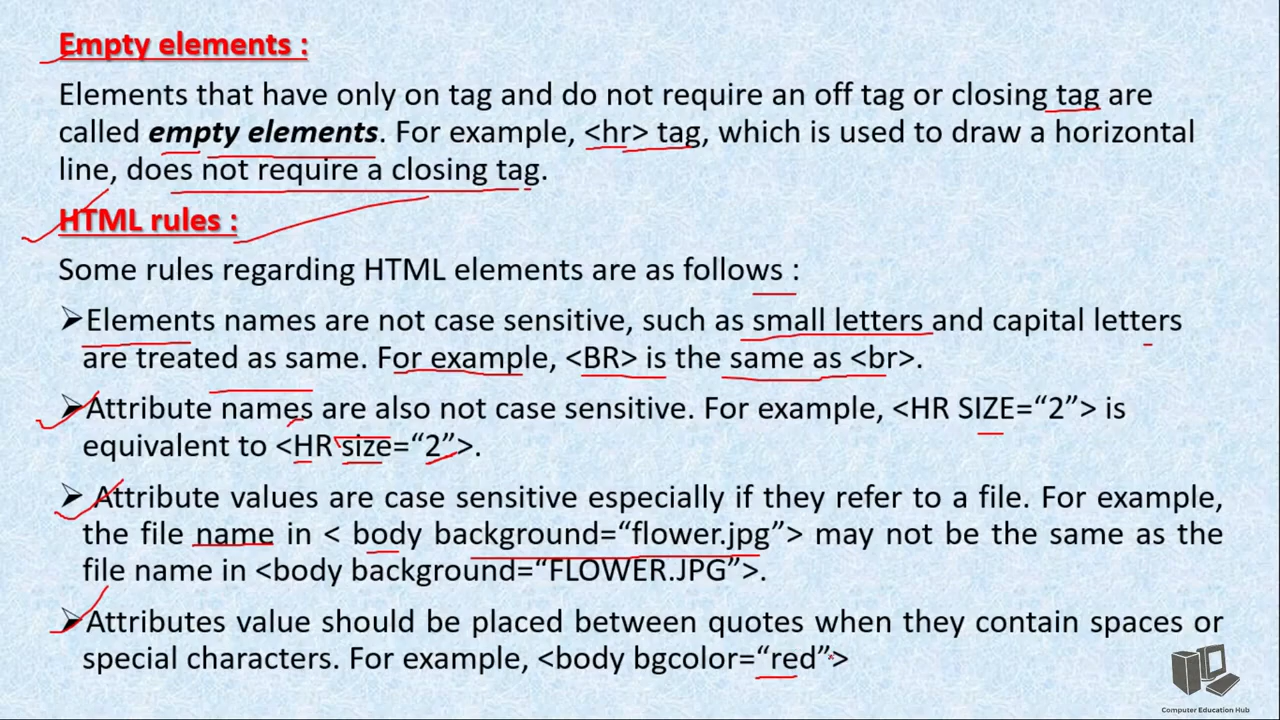 Empty elements :
Elements that have only on tag and do not require an off tag or closing tag are
called empty elements. For example, <hr> tag, which is used to draw a horizontal
line, does not require a closing tag.
HTML rules :
Some rules regarding HTML elements are as follows :
➢Elements names are not case sensitive, such as small letters and capital letters
are treated as same. For example, <BR> is the same as <br>.
➢Attribute names are also not case sensitive. For example, <HR SIZE=“2”> is
equivalent to <HR size=“2”>.
➢ Attribute values are case sensitive especially if they refer to a file. For example,
the file name in < body background=“flower.jpg”> may not be the same as the
file name in <body background=“FLOWER.JPG”>.
➢Attributes value should be placed between quotes when they contain spaces or
special characters. For example, <body bgcolor=“red”>
Computer Education Hub